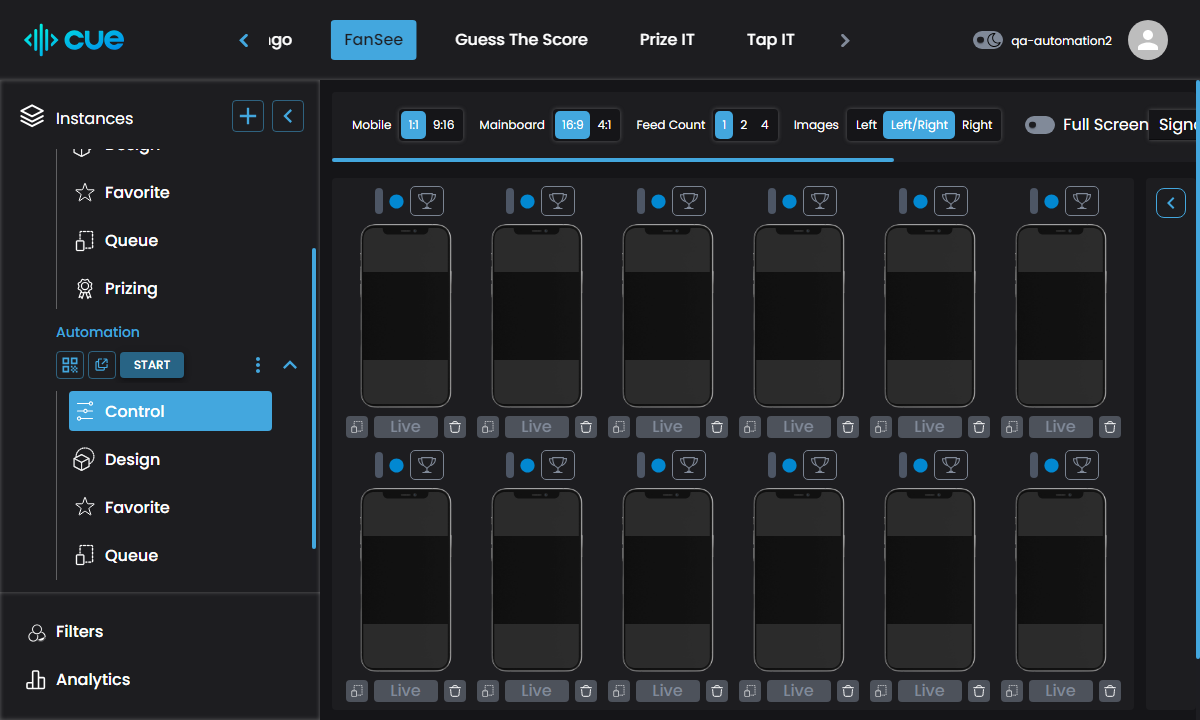 cue
FanSee
Guess The Score
Prize IT
Tap IT
qa-automation2
Instances
Favorite
Queue
Prizing
Automation
START
Control
Design
Favorite
Queue
Filters
Analytics
Mobile 1:1 9:16 Mainboard 16:9 4:1 Feed Count 1 2 4 Images Left Left/Right Right Full Screen
Live Live Live Live Live Live
Live Live Live Live Live Live